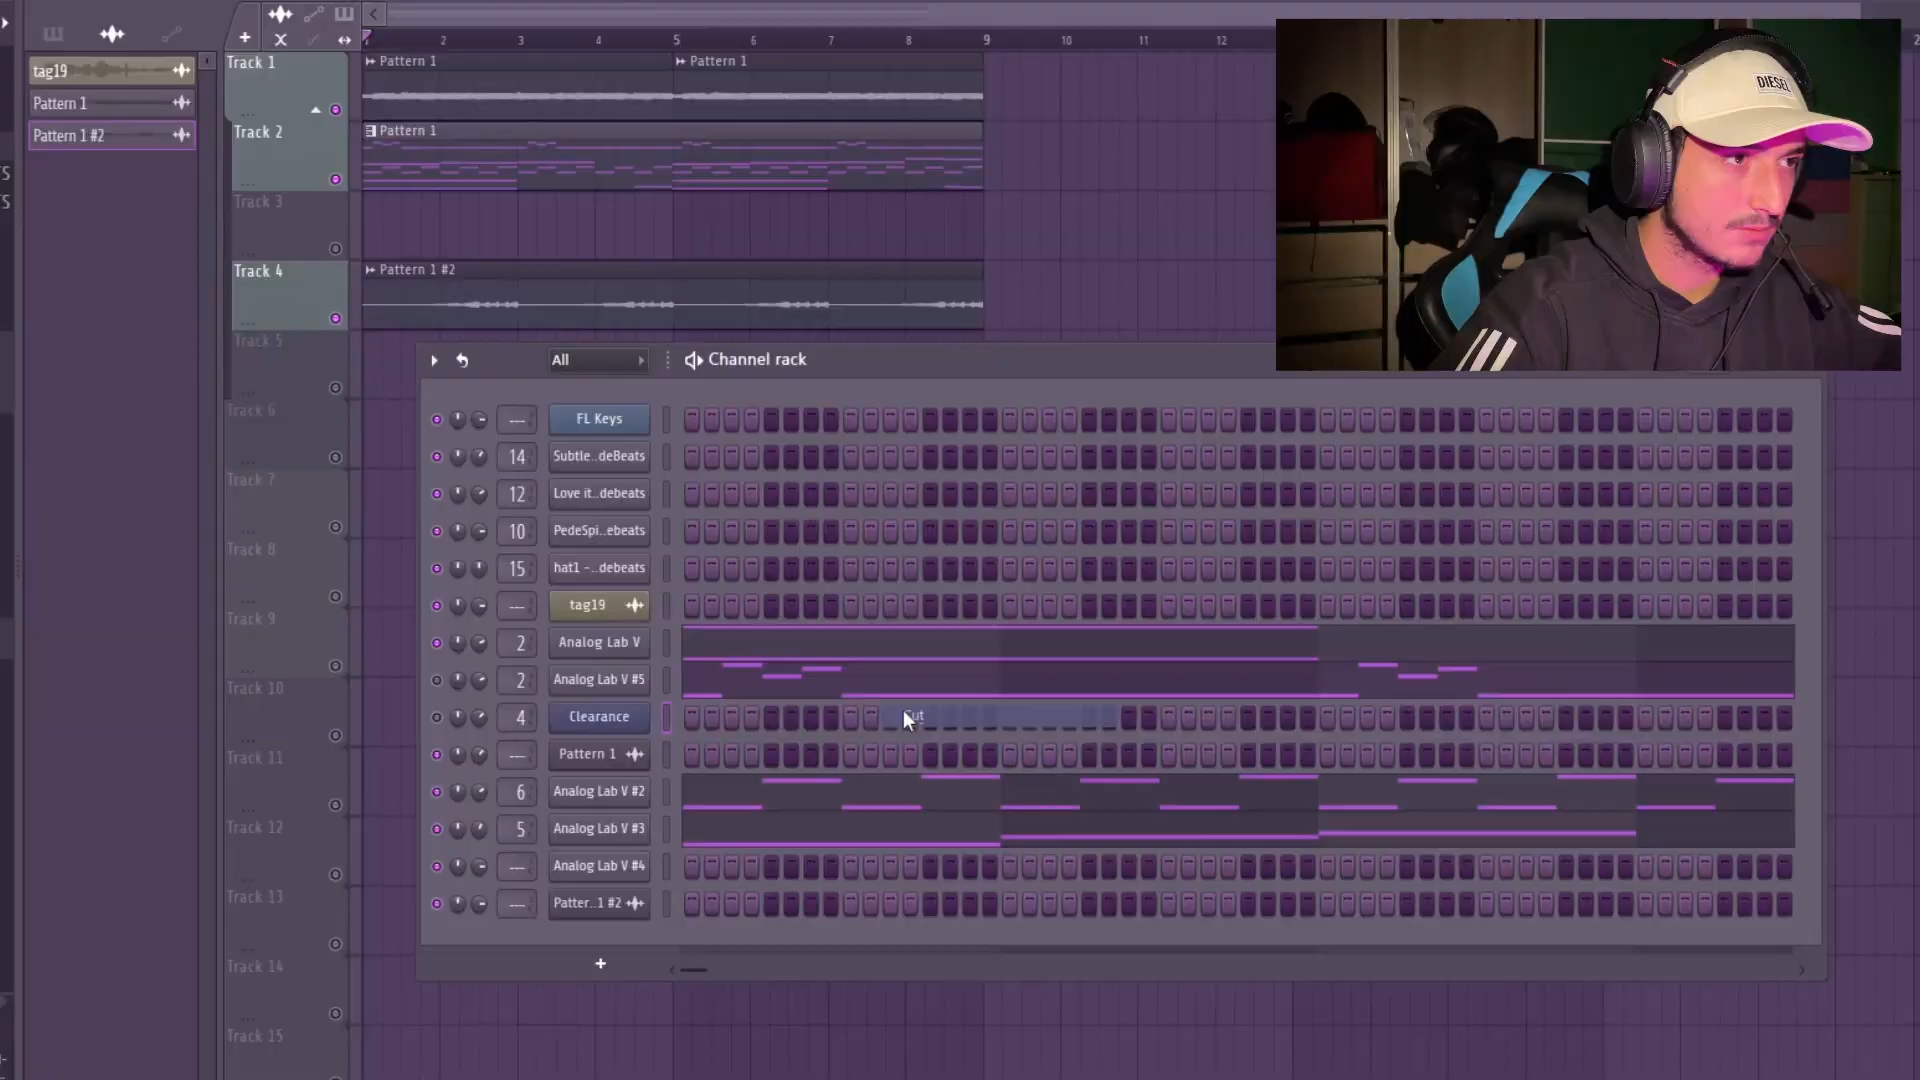 tag19
Pattern 1
Pattern 1 #2
2
3
4
5
6
7
8
9
10
11
12
Track 1
Pattern 1
Pattern 1
Track 2
Pattern 1
Track 3
Track 4
Pattern 1 #2
Track 5
Track 6
Track 7
Track 8
Track 9
Track 10
Track 11
Track 12
Track 13
Track 14
Track 15
DIESEL
All
Channel rack
--- FL Keys
14 Subtle..deBeats
12 Love it..debeats
10 PedeSpi..ebeats
15 hat1 -..debeats
--- tag19
2 Analog Lab V
2 Analog Lab V #5
4 Clearance
--- Pattern 1
6 Analog Lab V #2
5 Analog Lab V #3
--- Analog Lab V #4
--- Patter..1 #2